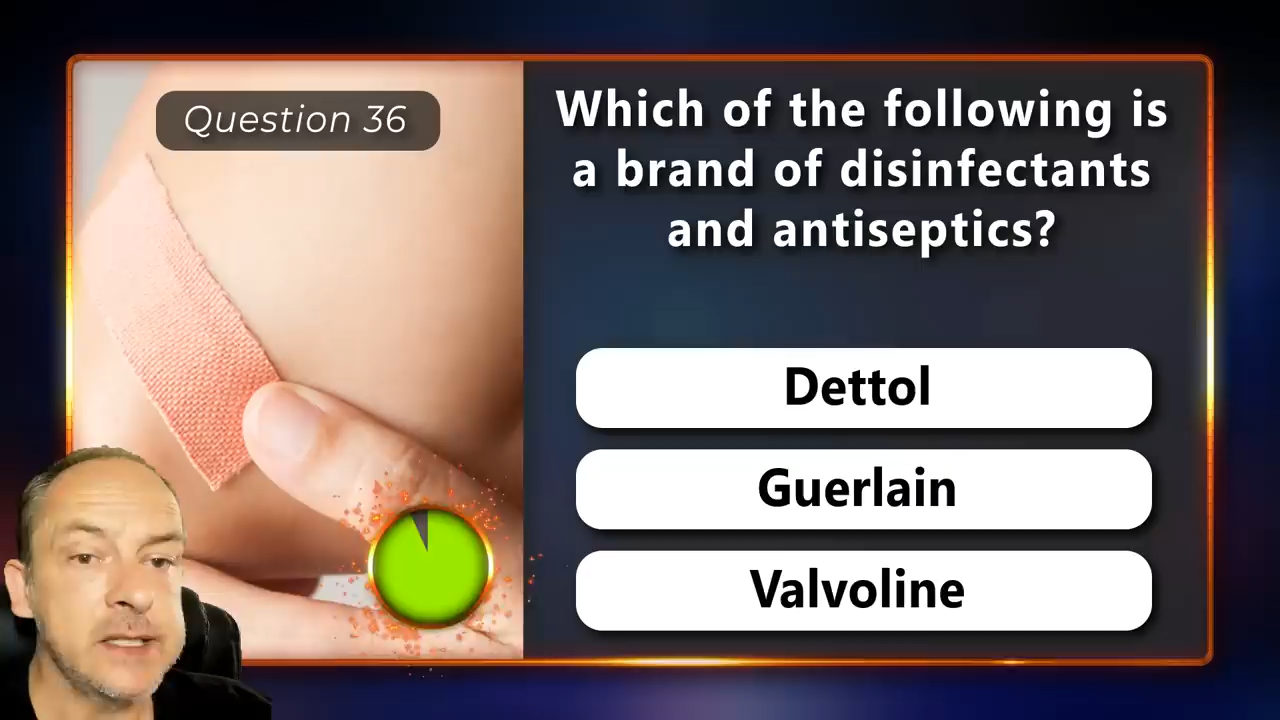 Question 36
Which of the following is
a brand of disinfectants
and antiseptics?
Dettol
Guerlain
Valvoline